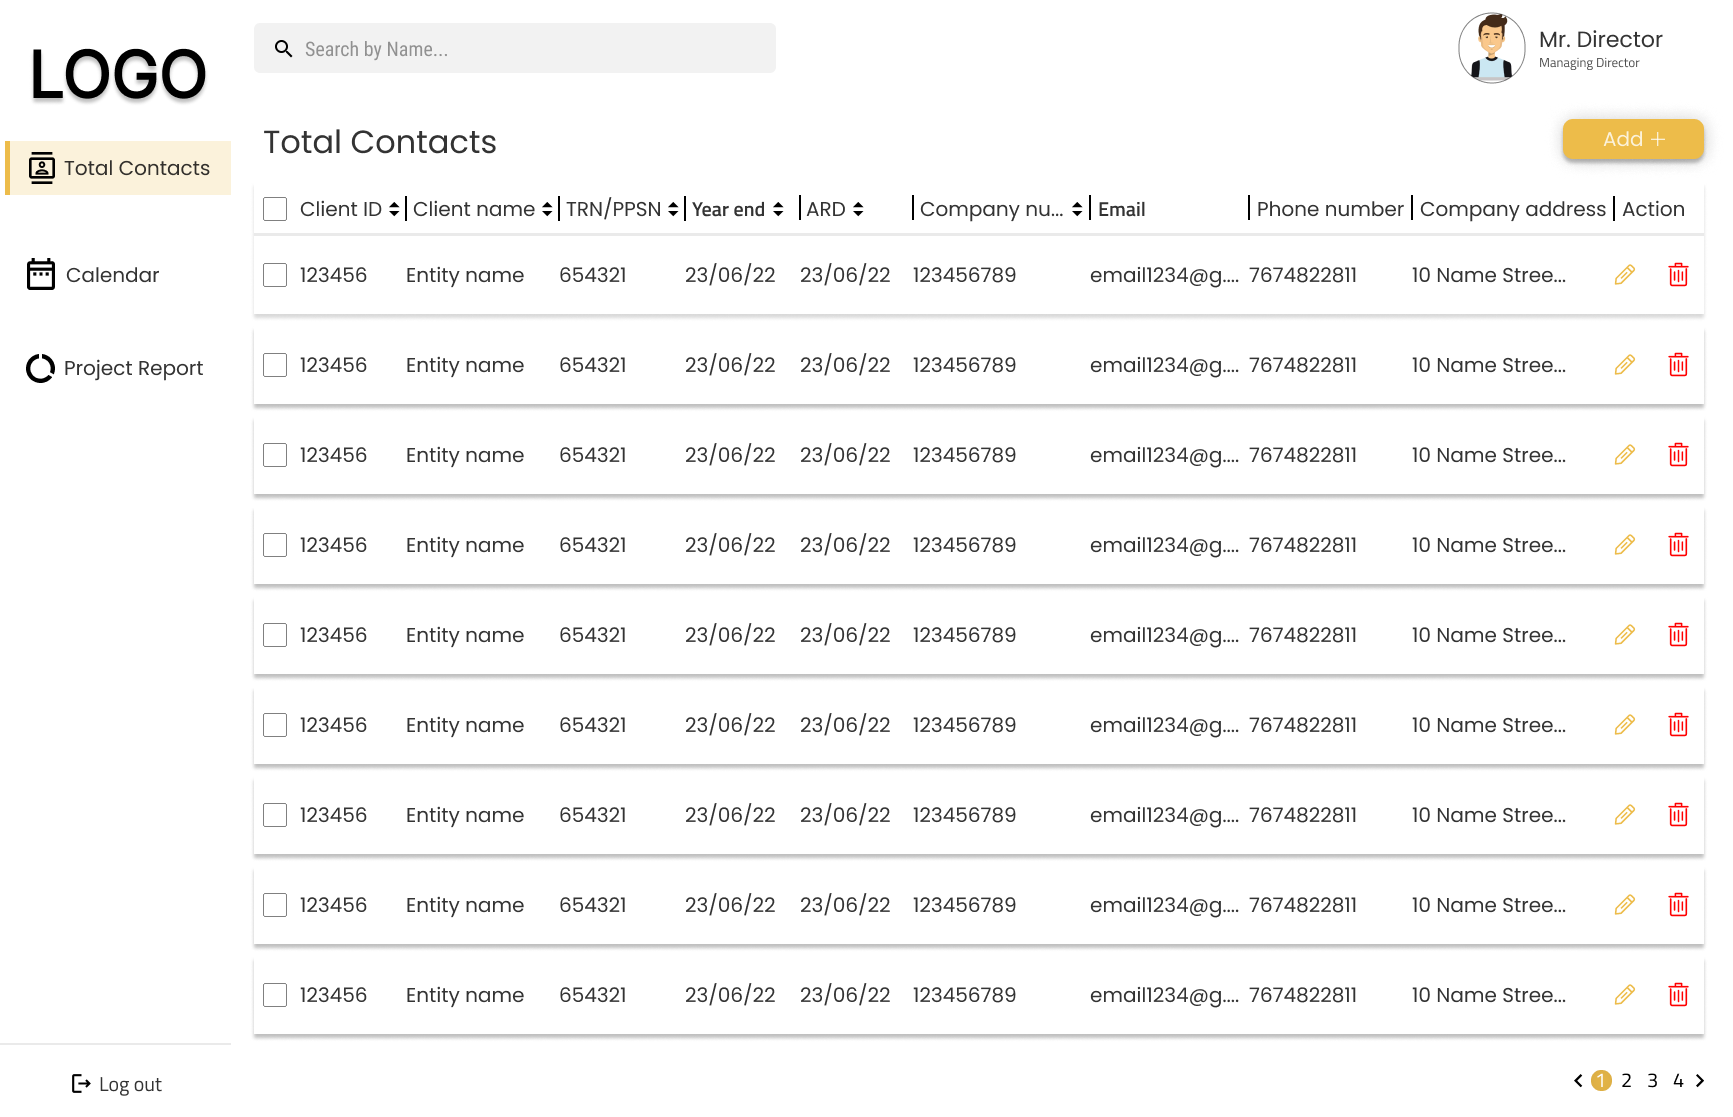 LOGO
Search by Name...
Mr. Director
Managing Director
Total Contacts
Calendar
Project Report
Log out
Total Contacts
Add +
Client ID Client name TRN/PPSN Year end ARD Company nu... Email Phone number Company address Action
123456 Entity name 654321 23/06/22 23/06/22 123456789 email1234@g.... 7674822811 10 Name Stree...
123456 Entity name 654321 23/06/22 23/06/22 123456789 email1234@g.... 7674822811 10 Name Stree...
123456 Entity name 654321 23/06/22 23/06/22 123456789 email1234@g.... 7674822811 10 Name Stree...
123456 Entity name 654321 23/06/22 23/06/22 123456789 email1234@g.... 7674822811 10 Name Stree...
123456 Entity name 654321 23/06/22 23/06/22 123456789 email1234@g.... 7674822811 10 Name Stree...
123456 Entity name 654321 23/06/22 23/06/22 123456789 email1234@g.... 7674822811 10 Name Stree...
123456 Entity name 654321 23/06/22 23/06/22 123456789 email1234@g.... 7674822811 10 Name Stree...
123456 Entity name 654321 23/06/22 23/06/22 123456789 email1234@g.... 7674822811 10 Name Stree...
123456 Entity name 654321 23/06/22 23/06/22 123456789 email1234@g.... 7674822811 10 Name Stree...
1 2 3 4